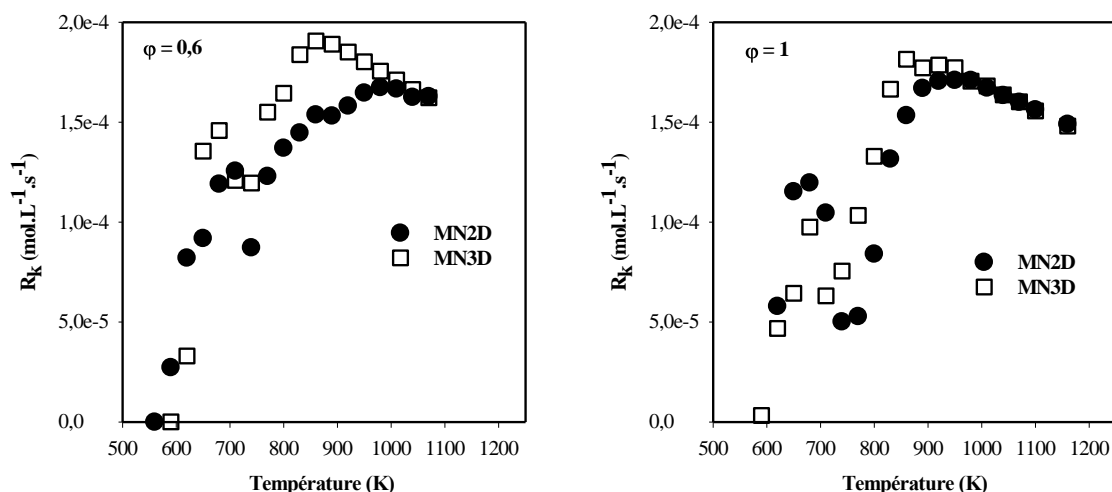 2,0e-4
φ = 0,6
1,5e-4
1,0e-4
5,0e-5
0,0
R_k (mol.L^-1.s^-1)
MN2D
MN3D
500 600 700 800 900 1000 1100 1200
Température (K)
2,0e-4
φ = 1
1,5e-4
1,0e-4
5,0e-5
0,0
R_k (mol.L^-1.s^-1)
MN2D
MN3D
500 600 700 800 900 1000 1100 1200
Température (K)